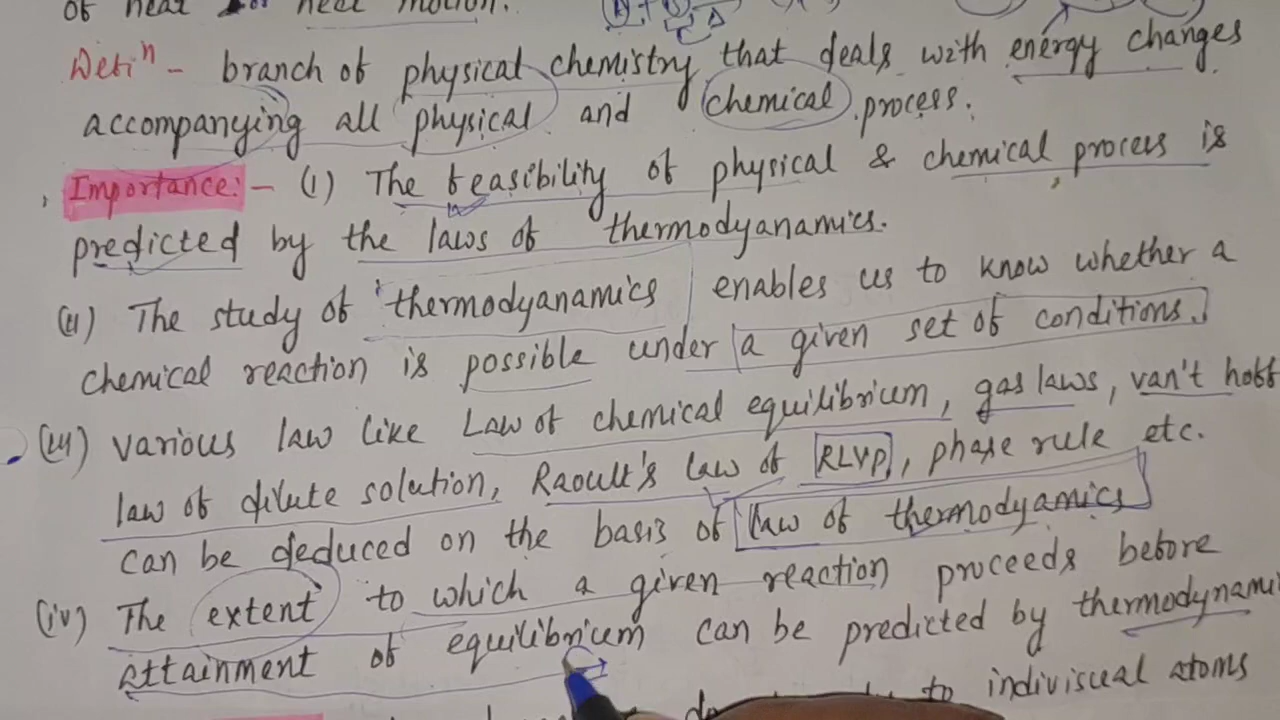 of heat or heat motion.
Defiⁿ - branch of physical chemistry that deals with energy changes
accompanying all physical and chemical process.
Importance:- (i) The feasibility of physical & chemical process is
predicted by the laws of thermodyanamics.
(ii) The study of thermodyanamics enables us to know whether a
chemical reaction is possible under a given set of conditions.
(iii) various law like Law of chemical equilibrium, gas laws, van't hoff
law of dilute solution, Raoult's law of RLVP, phase rule etc.
can be deduced on the basis of law of thermodyamics
(iv) The extent to which a given reaction proceeds before
attainment of equilibrium can be predicted by thermodynami
to indiviscual atoms